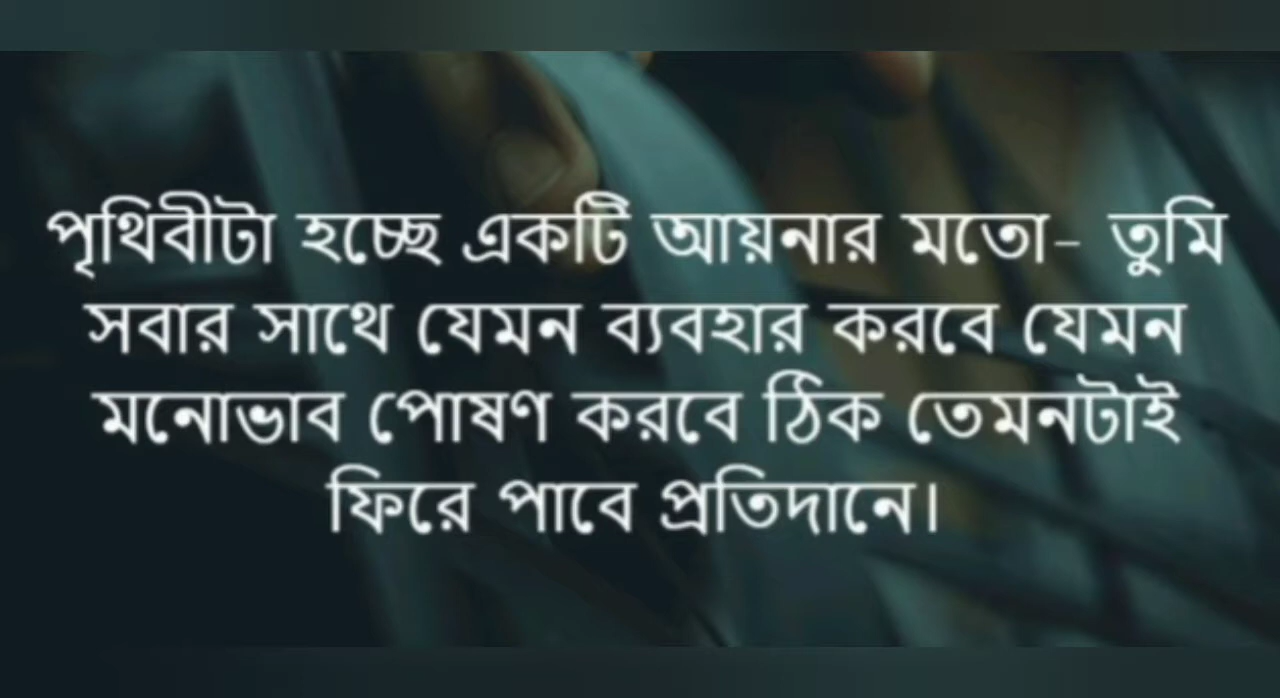 পৃথিবীটা হচ্ছে একটি আয়নার মতো- তুমি
সবার সাথে যেমন ব্যবহার করবে যেমন
মনোভাব পোষণ করবে ঠিক তেমনটাই
ফিরে পাবে প্রতিদানে।